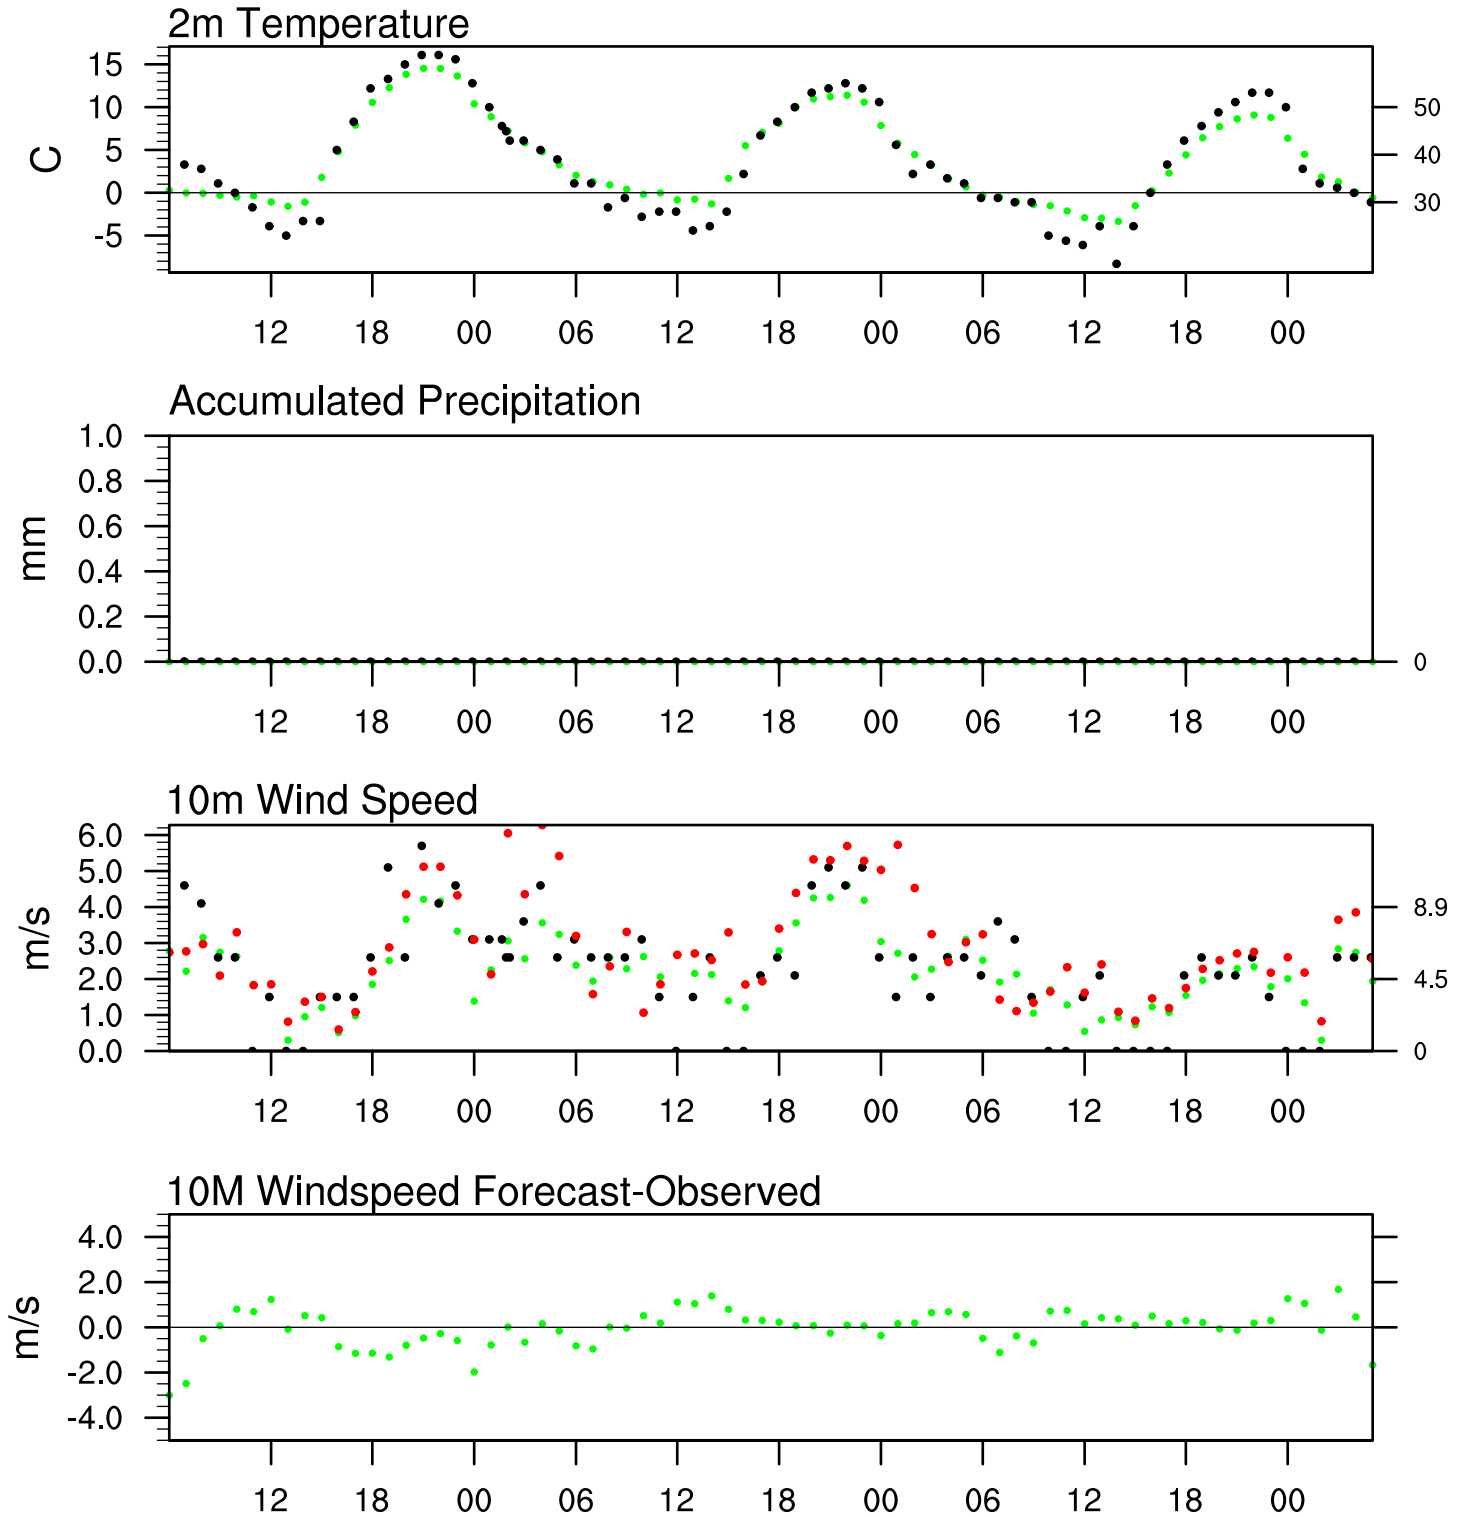 2m Temperature
15
10
5
0
-5
C
50
40
30
12 18 00 06 12 18 00 06 12 18 00
Accumulated Precipitation
1.0
0.8
0.6
0.4
0.2
0.0
mm
0
12 18 00 06 12 18 00 06 12 18 00
10m Wind Speed
6.0
5.0
4.0
3.0
2.0
1.0
0.0
m/s
8.9
4.5
0
12 18 00 06 12 18 00 06 12 18 00
10M Windspeed Forecast-Observed
4.0
2.0
0.0
-2.0
-4.0
m/s
12 18 00 06 12 18 00 06 12 18 00